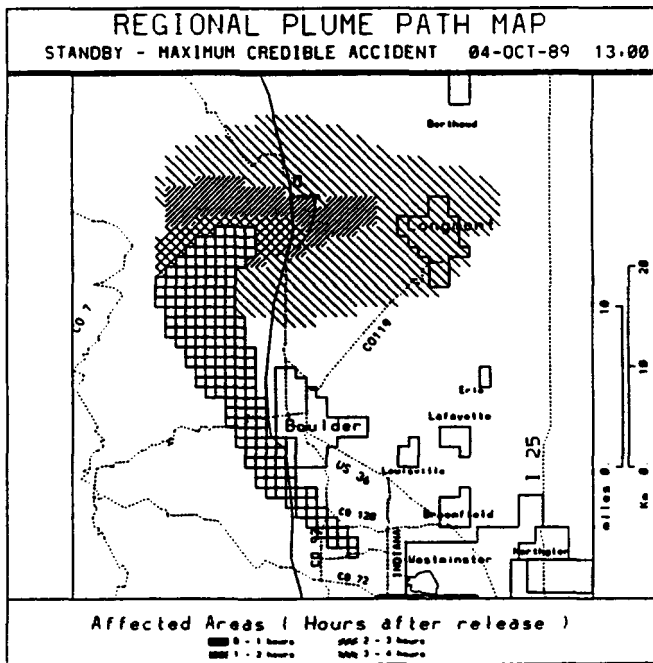 REGIONAL PLUME PATH MAP
STANDBY - MAXIMUM CREDIBLE ACCIDENT 04-OCT-89 13:00
Berthoud
Longmont
CO 7
CO119
20
10
10
Erie
Boulder
Lafayette
I 25
US 36
Louisville
miles 0
Km 0
CO 128
Broomfield
CO 93
INDIANA
Westminster
CO 72
Affected Areas ( Hours after release )
0 - 1 hours
2 - 3 hours
1 - 2 hours
3 - 4 hours